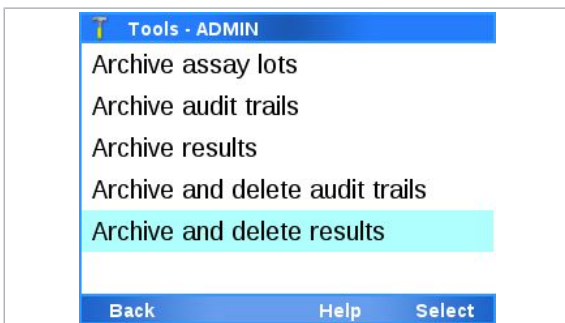 Tools - ADMIN
Archive assay lots
Archive audit trails
Archive results
Archive and delete audit trails
Archive and delete results
Back Help Select